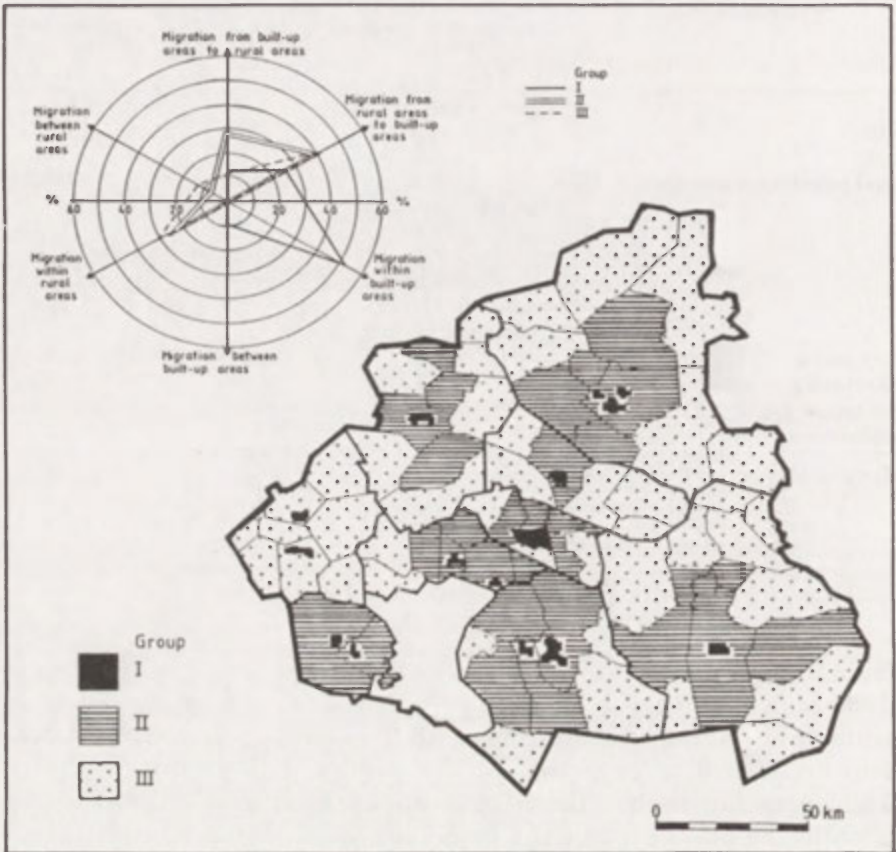 Migration from built-up
areas to rural areas
Migration
between
rural
areas
Migration from
rural areas
to built-up
areas
Group
I
II
III
%
60
40
20
20
40
60
%
Migration
within
rural
areas
Migration
within
built-up
areas
Migration between
built-up areas
Group
I
II
III
0
50 km